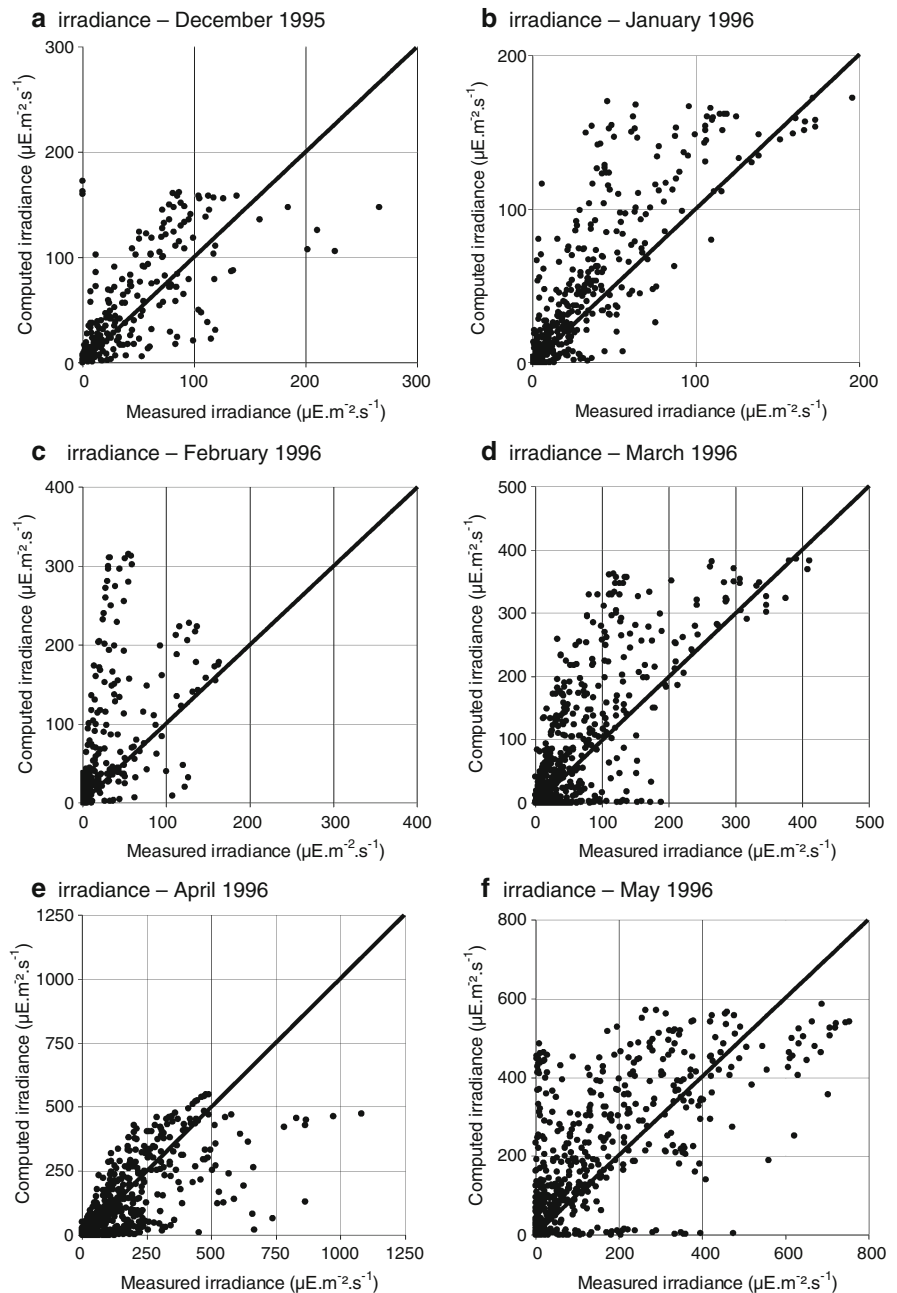 a irradiance – December 1995
300
200
100
0
0 100 200 300
Computed irradiance (µE.m⁻².s⁻¹)
Measured irradiance (µE.m⁻².s⁻¹)
b irradiance – January 1996
200
100
0
0 100 200
Computed irradiance (µE.m⁻².s⁻¹)
Measured irradiance (µE.m⁻².s⁻¹)
c irradiance – February 1996
400
300
200
100
0
0 100 200 300 400
Computed irradiance (µE.m⁻².s⁻¹)
Measured irradiance (µE.m⁻².s⁻¹)
d irradiance – March 1996
500
400
300
200
100
0
0 100 200 300 400 500
Computed irradiance (µE.m⁻².s⁻¹)
Measured irradiance (µE.m⁻².s⁻¹)
e irradiance – April 1996
1250
1000
750
500
250
0
0 250 500 750 1000 1250
Computed irradiance (µE.m⁻².s⁻¹)
Measured irradiance (µE.m⁻².s⁻¹)
f irradiance – May 1996
800
600
400
200
0
0 200 400 600 800
Computed irradiance (µE.m⁻².s⁻¹)
Measured irradiance (µE.m⁻².s⁻¹)